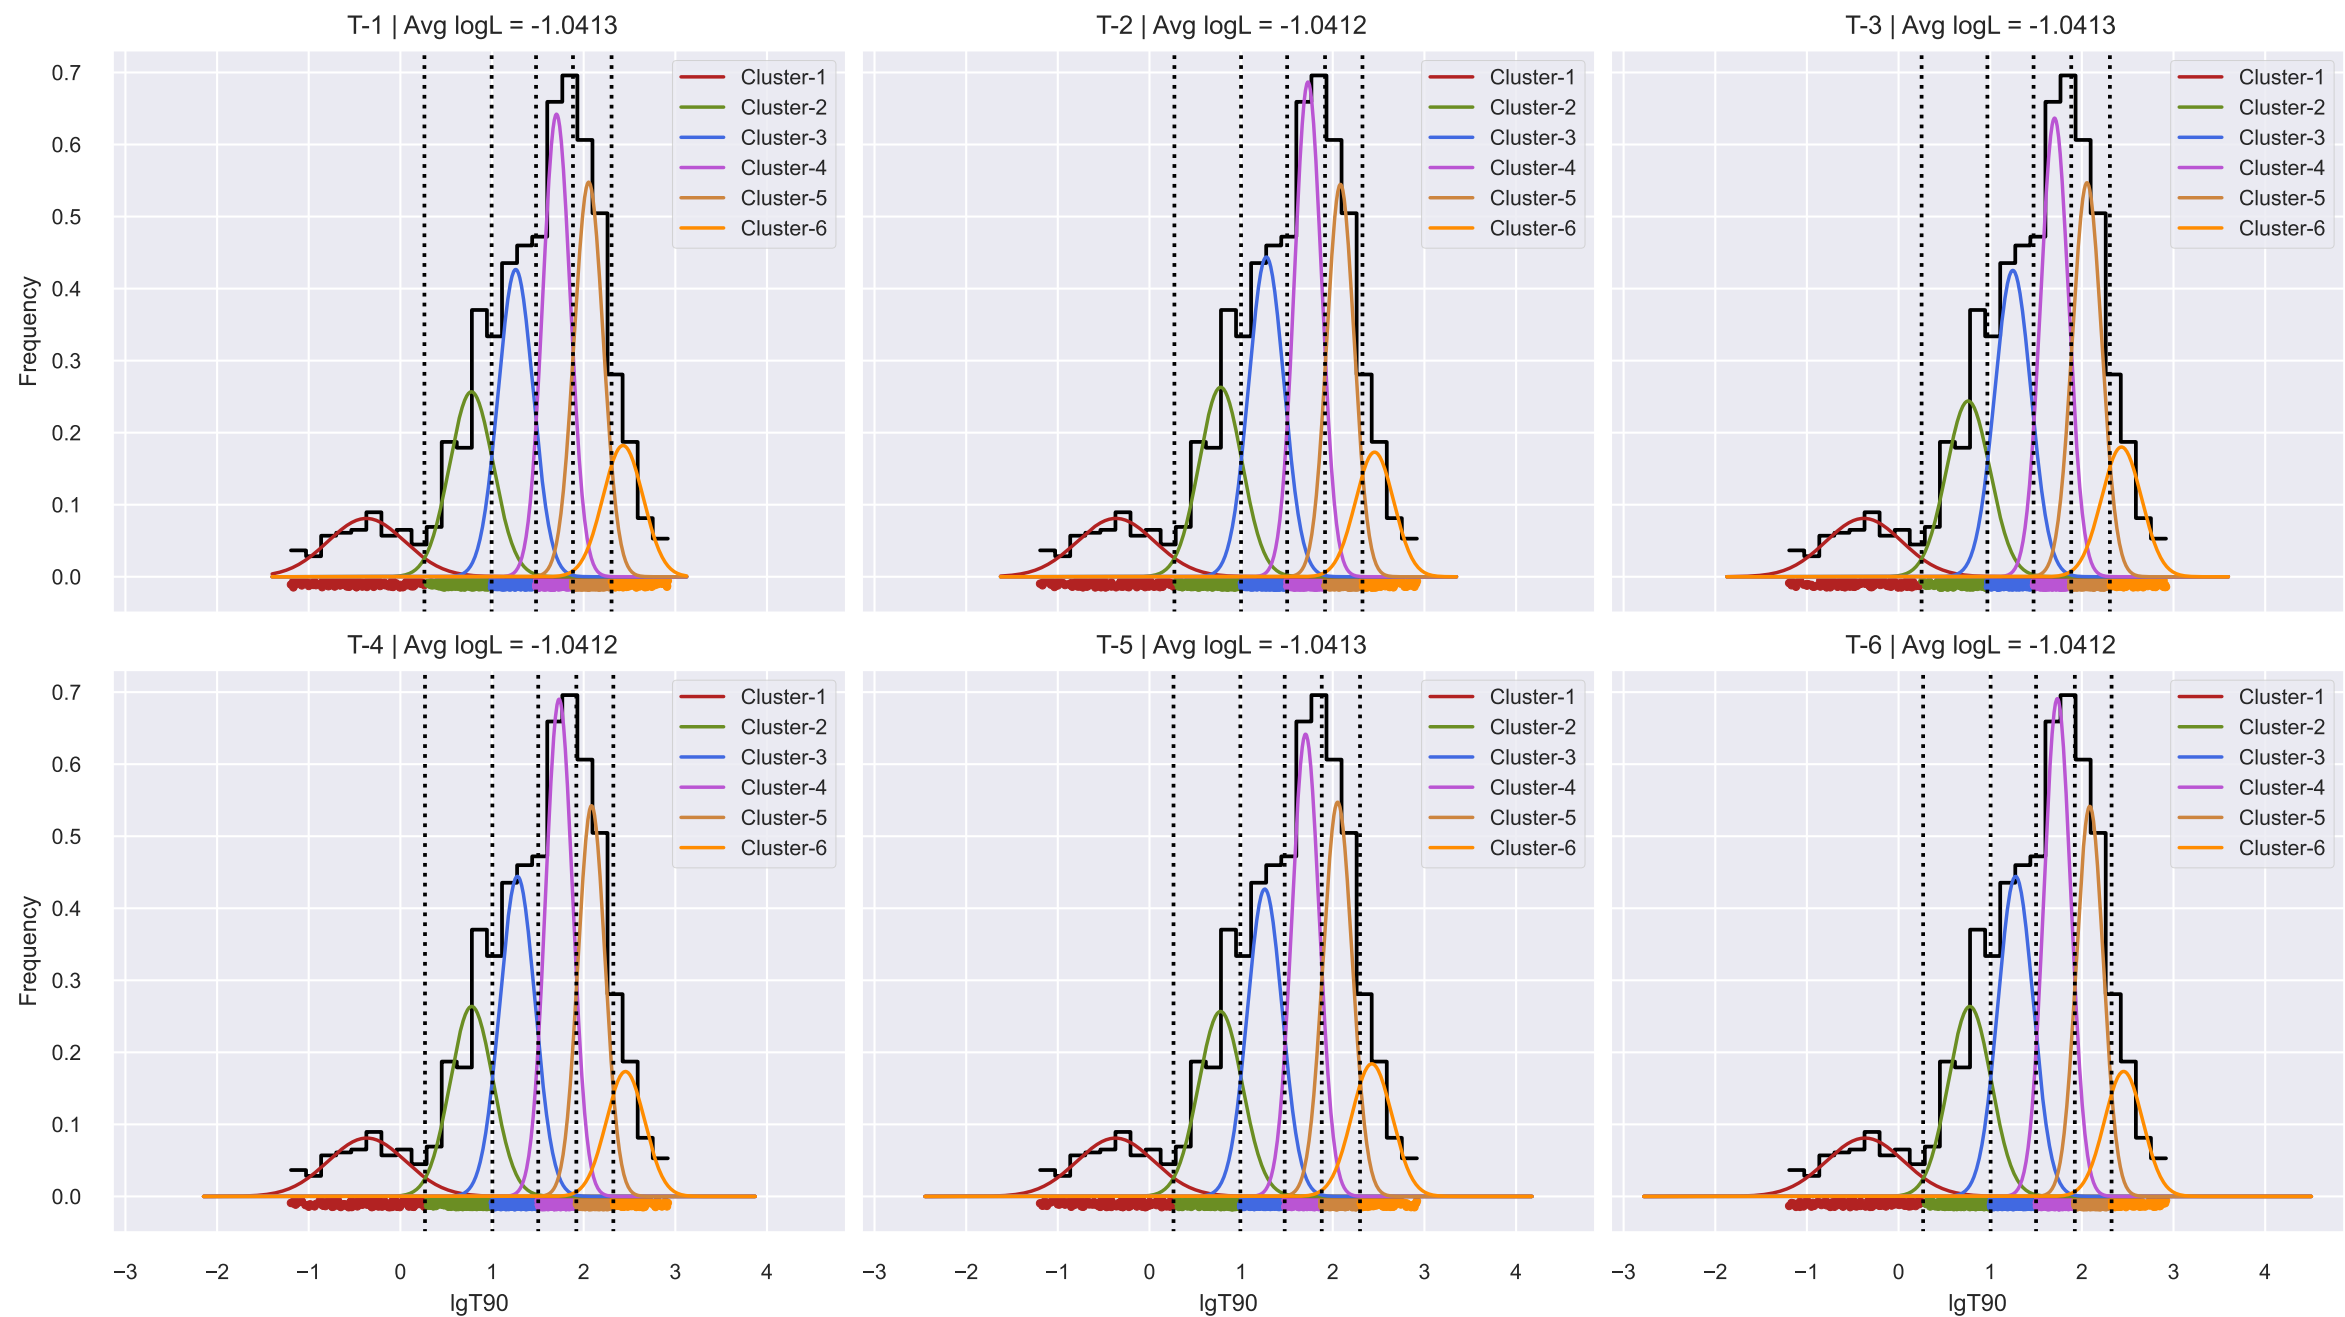 T-1 | Avg logL = -1.0413
T-2 | Avg logL = -1.0412
T-3 | Avg logL = -1.0413
Frequency
0.7
0.6
0.5
0.4
0.3
0.2
0.1
0.0
Cluster-1
Cluster-2
Cluster-3
Cluster-4
Cluster-5
Cluster-6
Cluster-1
Cluster-2
Cluster-3
Cluster-4
Cluster-5
Cluster-6
Cluster-1
Cluster-2
Cluster-3
Cluster-4
Cluster-5
Cluster-6
T-4 | Avg logL = -1.0412
T-5 | Avg logL = -1.0413
T-6 | Avg logL = -1.0412
Frequency
0.7
0.6
0.5
0.4
0.3
0.2
0.1
0.0
Cluster-1
Cluster-2
Cluster-3
Cluster-4
Cluster-5
Cluster-6
Cluster-1
Cluster-2
Cluster-3
Cluster-4
Cluster-5
Cluster-6
Cluster-1
Cluster-2
Cluster-3
Cluster-4
Cluster-5
Cluster-6
−3 −2 −1 0 1 2 3 4
−3 −2 −1 0 1 2 3 4
−3 −2 −1 0 1 2 3 4
lgT90
lgT90
lgT90